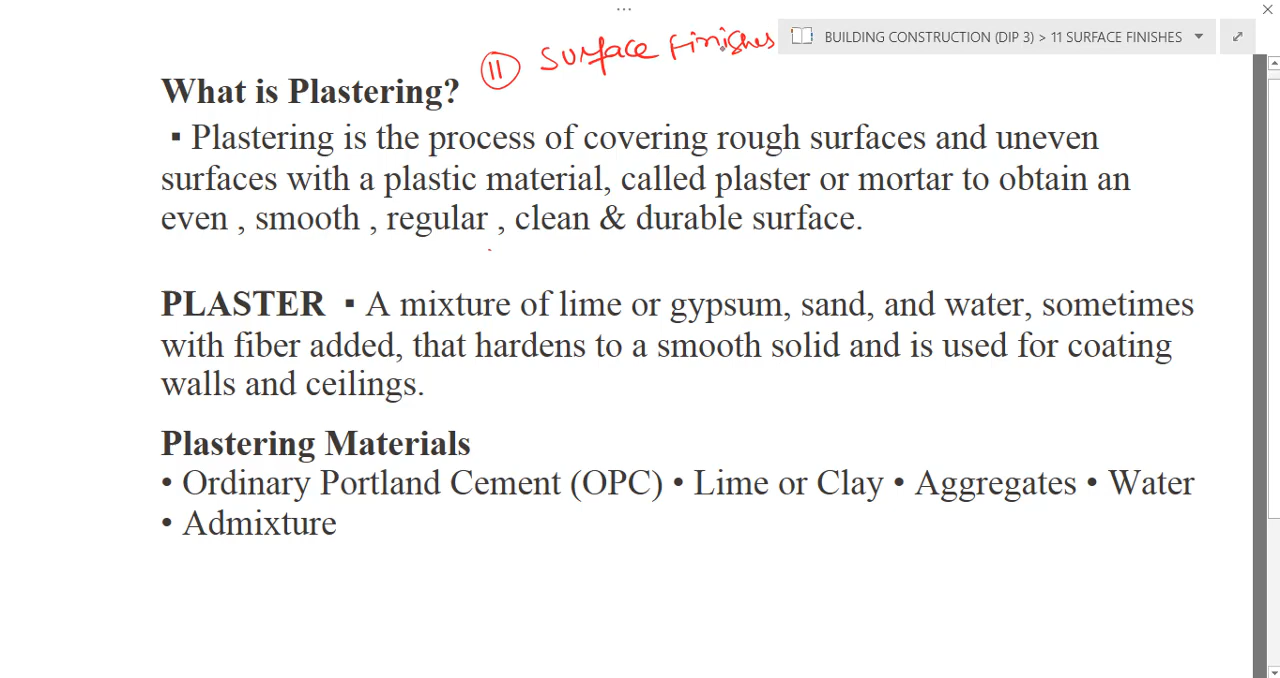 ⑪ Surface Finishes
BUILDING CONSTRUCTION (DIP 3) > 11 SURFACE FINISHES
What is Plastering?
▪ Plastering is the process of covering rough surfaces and uneven
surfaces with a plastic material, called plaster or mortar to obtain an
even , smooth , regular , clean & durable surface.
PLASTER ▪ A mixture of lime or gypsum, sand, and water, sometimes
with fiber added, that hardens to a smooth solid and is used for coating
walls and ceilings.
Plastering Materials
• Ordinary Portland Cement (OPC) • Lime or Clay • Aggregates • Water
• Admixture